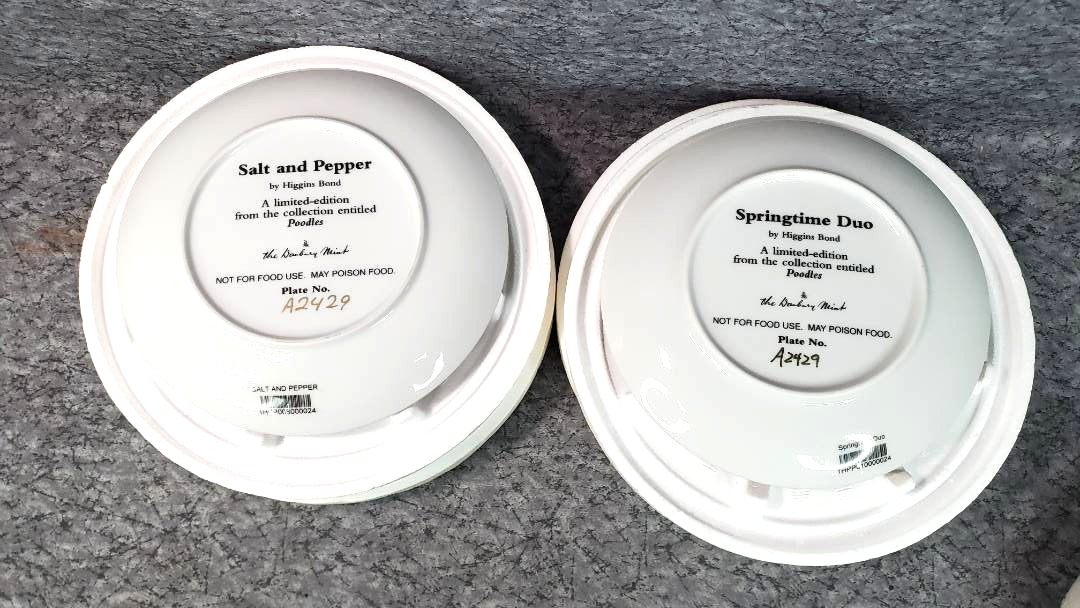 Salt and Pepper
by Higgins Bond
A limited-edition
from the collection entitled
Poodles
the Danbury Mint
NOT FOR FOOD USE. MAY POISON FOOD.
Plate No.
A2429
SALT AND PEPPER
Springtime Duo
by Higgins Bond
A limited-edition
from the collection entitled
Poodles
the Danbury Mint
NOT FOR FOOD USE. MAY POISON FOOD.
Plate No.
A2429
Duo